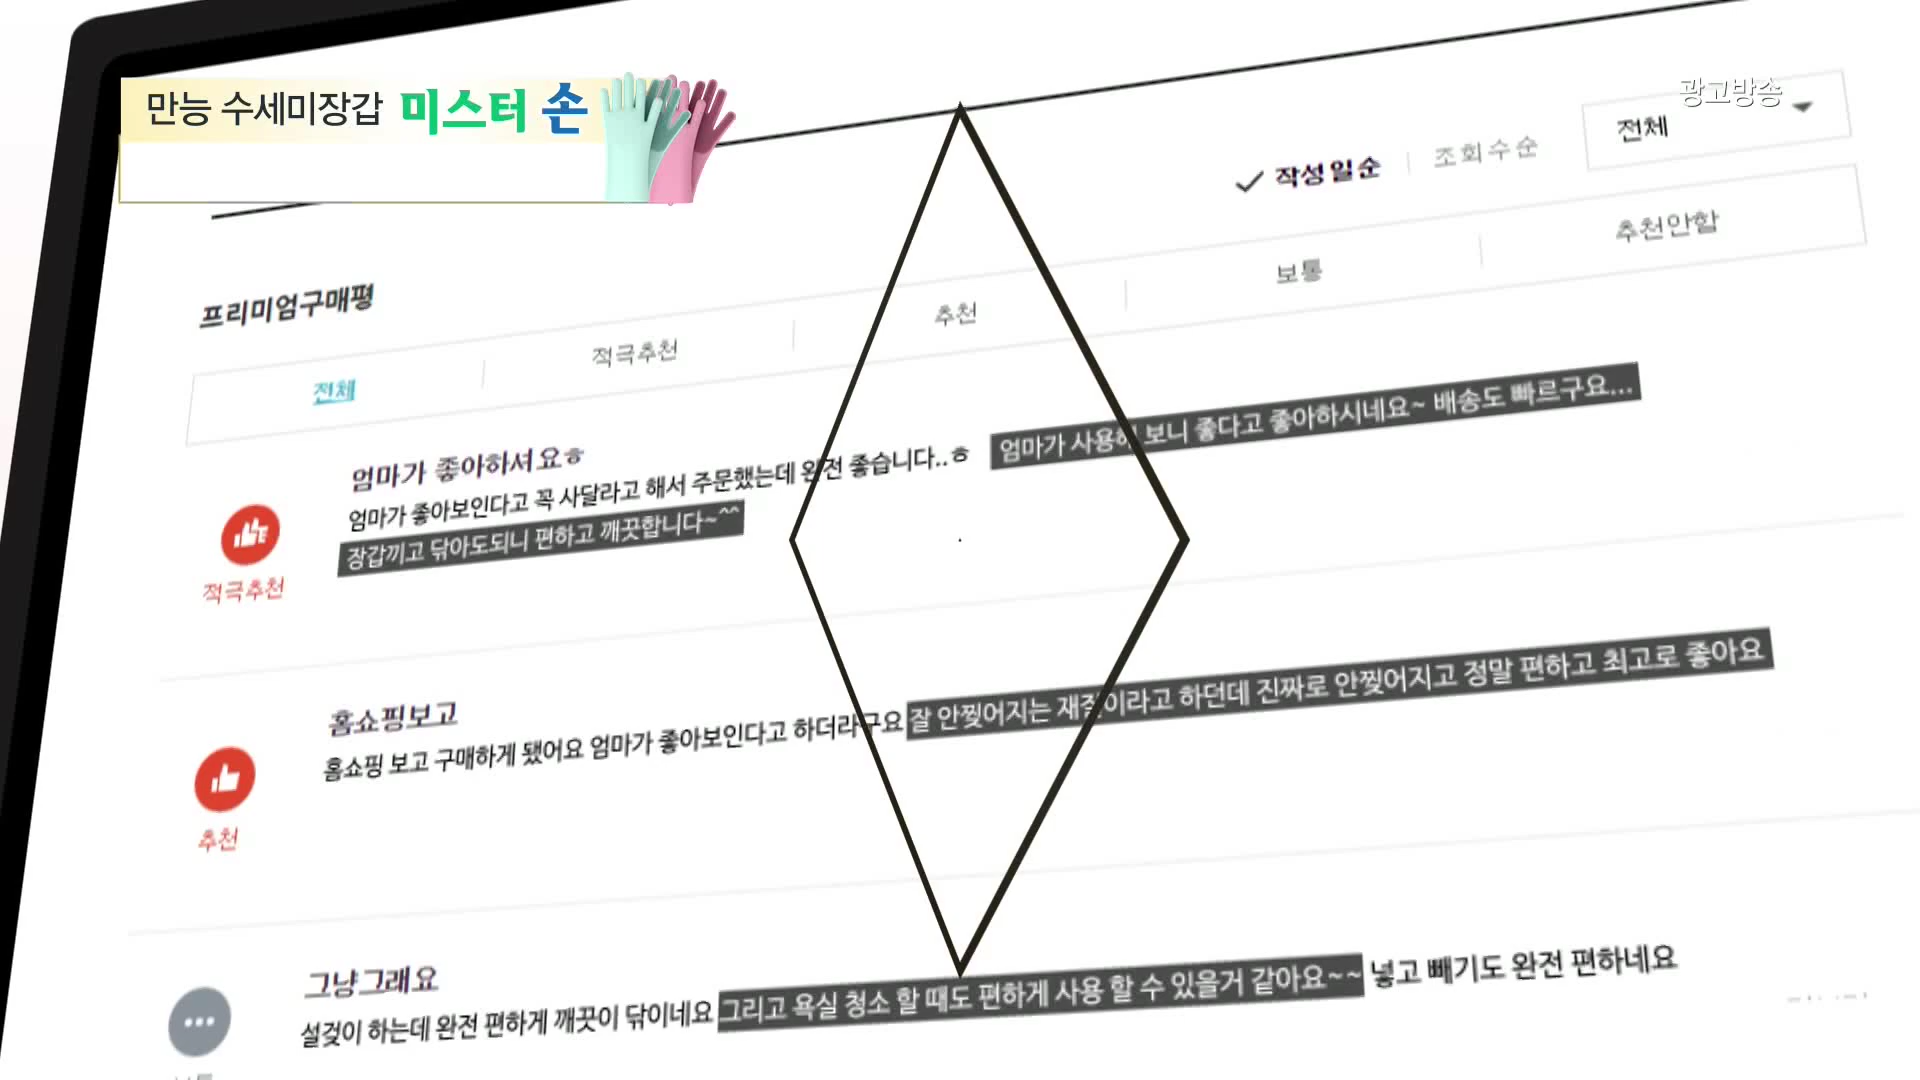 만능 수세미장갑 미스터 손
광고방송
작성일순
조회수순
전체
프리미엄구매평
전체
적극추천
추천
보통
추천안함
엄마가 좋아하셔요ㅎ
엄마가 좋아보인다고 꼭 사달라고 해서 주문했는데 완전 좋습니다..ㅎ 엄마가 사용해 보니 좋다고 좋아하시네요~ 배송도 빠르구요...
장갑끼고 닦아도되니 편하고 깨끗합니다~^^
적극추천
홈쇼핑보고
홈쇼핑 보고 구매하게 됐어요 엄마가 좋아보인다고 하더라구요 잘 안찢어지는 재질이라고 하던데 진짜로 안찢어지고 정말 편하고 최고로 좋아요
추천
그냥그래요
설겆이 하는데 완전 편하게 깨끗이 닦이네요 그리고 욕실 청소 할 때도 편하게 사용 할 수 있을거 같아요~~ 넣고 빼기도 완전 편하네요